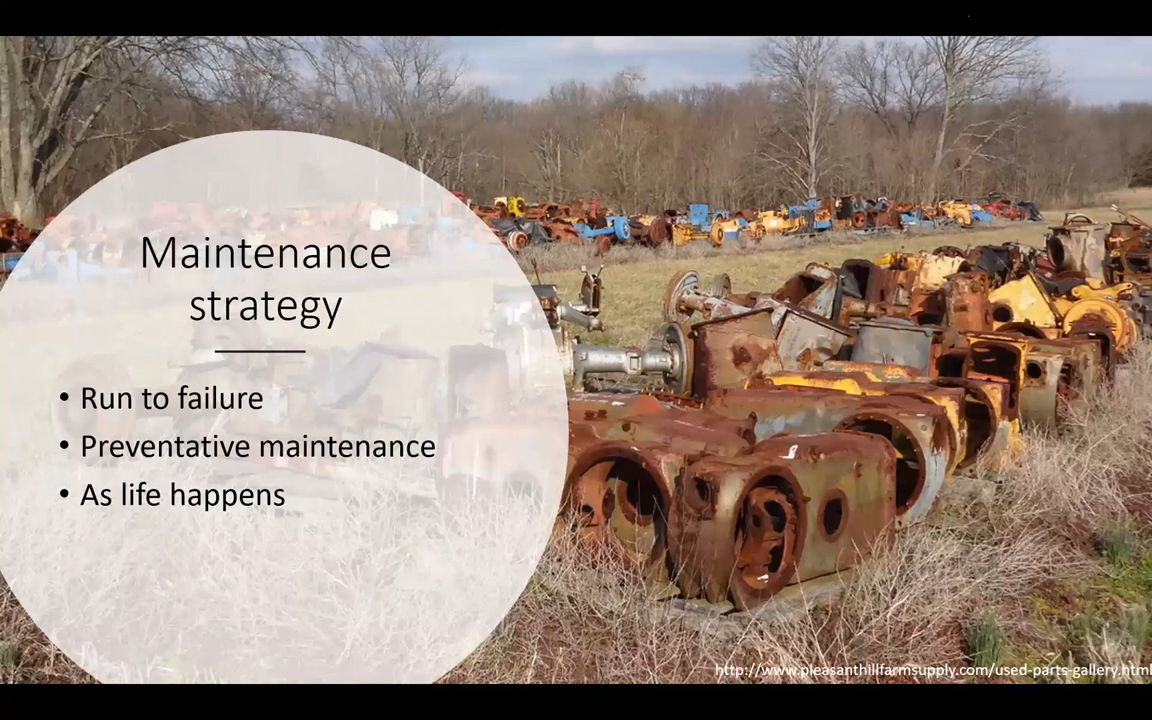 Maintenance
strategy
• Run to failure
• Preventative maintenance
• As life happens
http://www.pleasanthillfarmsupply.com/used-parts-gallery.html